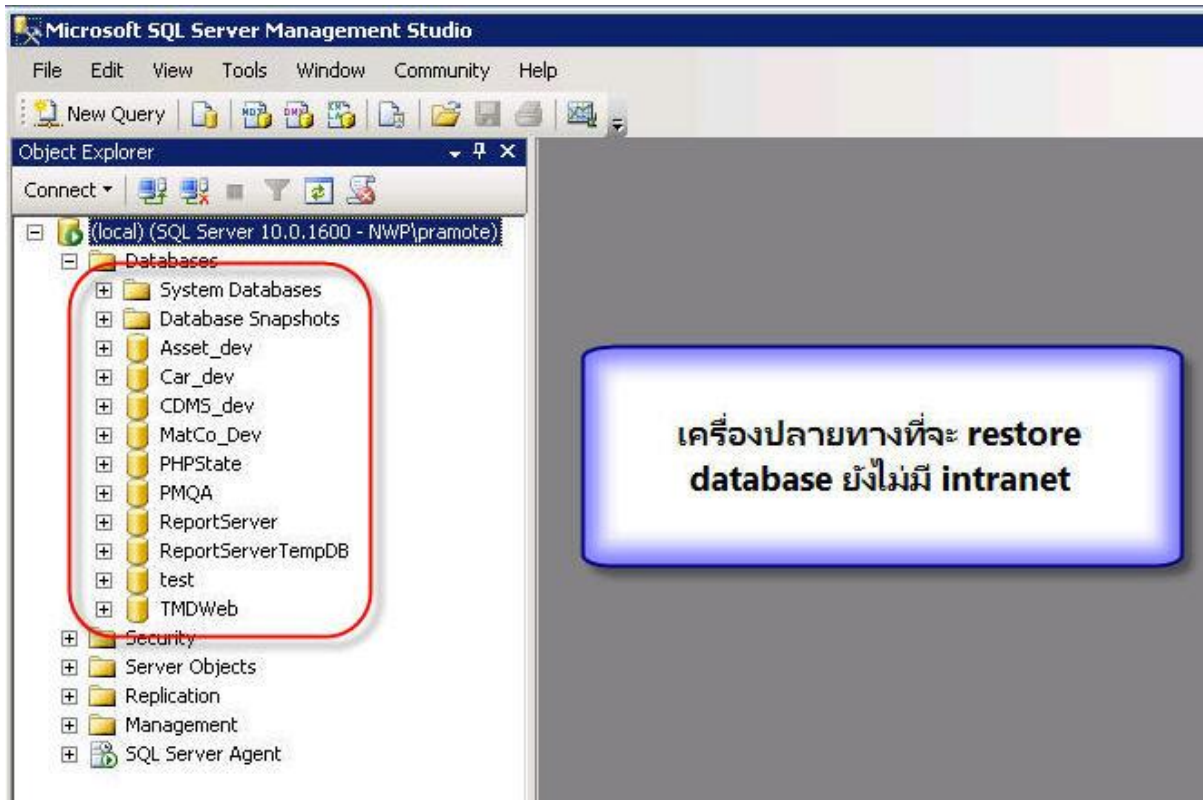 Microsoft SQL Server Management Studio
File Edit View Tools Window Community Help
New Query
Object Explorer
Connect
(local) (SQL Server 10.0.1600 - NWP\pramote)
Databases
System Databases
Database Snapshots
Asset_dev
Car_dev
CDMS_dev
MatCo_Dev
PHPState
PMQA
ReportServer
ReportServerTempDB
test
TMDWeb
Security
Server Objects
Replication
Management
SQL Server Agent
เครื่องปลายทางที่จะ restore
database ยังไม่มี intranet